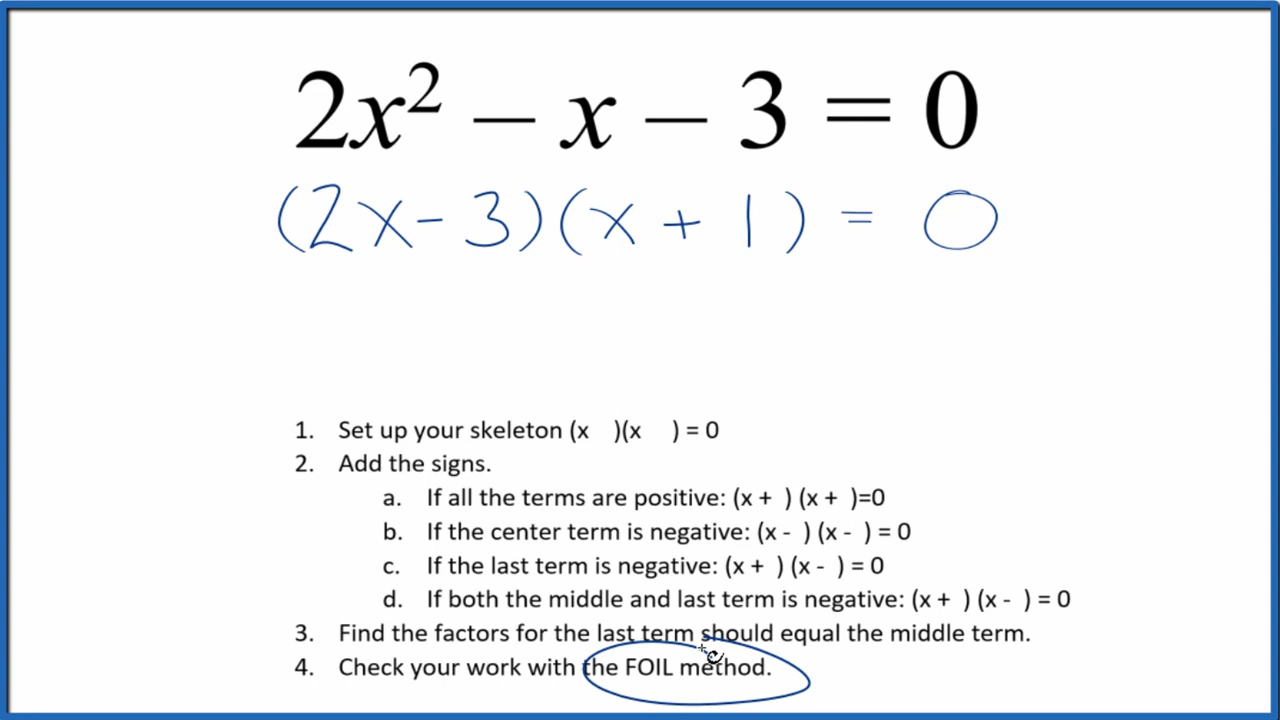 2x² – x – 3 = 0
(2x - 3)(x + 1) = 0
1. Set up your skeleton (x   )(x   ) = 0
2. Add the signs.
a. If all the terms are positive: (x +  ) (x +  )=0
b. If the center term is negative: (x -  ) (x -  ) = 0
c. If the last term is negative: (x +  ) (x -  ) = 0
d. If both the middle and last term is negative: (x +  ) (x -  ) = 0
3. Find the factors for the last term should equal the middle term.
4. Check your work with the FOIL method.